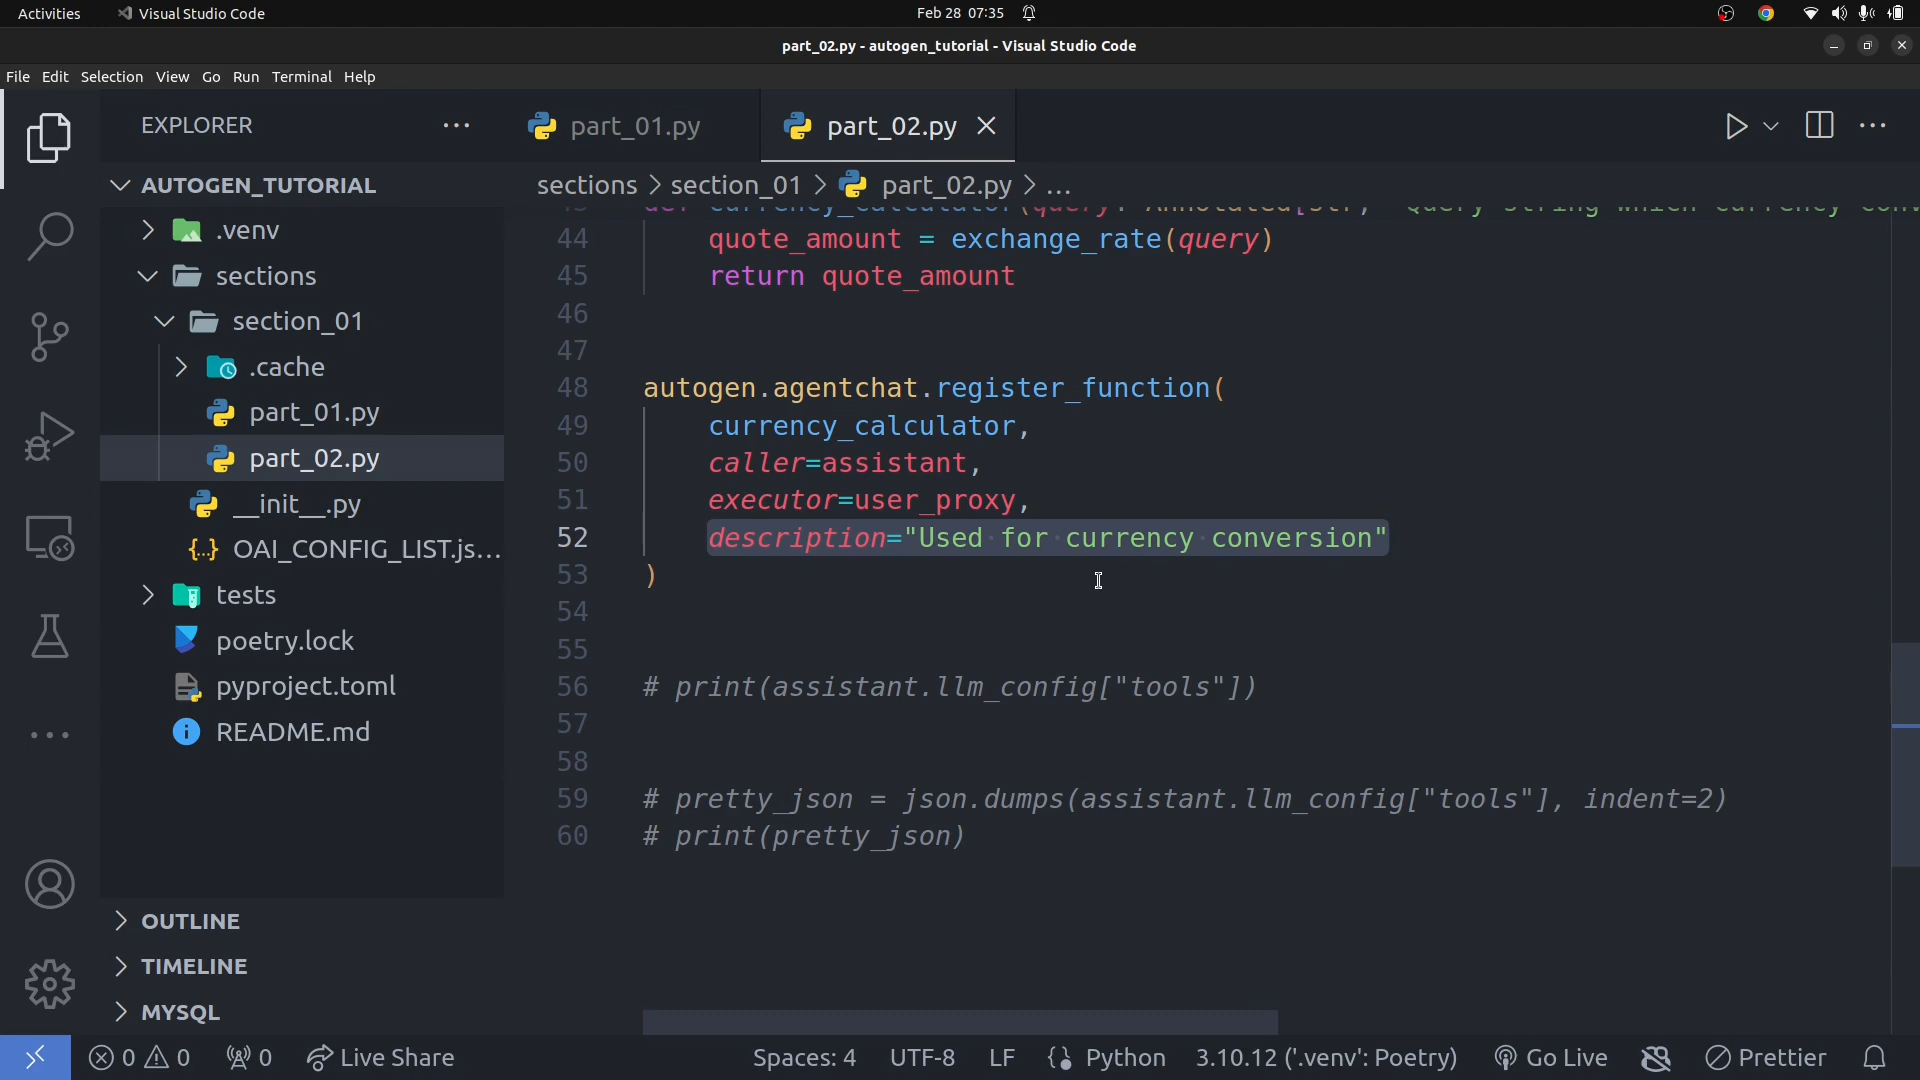 Activities
Visual Studio Code
Feb 28 07:35
part_02.py - autogen_tutorial - Visual Studio Code
File Edit Selection View Go Run Terminal Help
EXPLORER
part_01.py
part_02.py
AUTOGEN_TUTORIAL
sections > section_01 > part_02.py > ...
.venv
sections
section_01
.cache
part_01.py
part_02.py
__init__.py
OAI_CONFIG_LIST.js...
tests
poetry.lock
pyproject.toml
README.md
OUTLINE
TIMELINE
MYSQL
44 quote_amount = exchange_rate(query)
45 return quote_amount
46
47
48 autogen.agentchat.register_function(
49 currency_calculator,
50 caller=assistant,
51 executor=user_proxy,
52 description="Used for currency conversion"
53 )
54
55
56 # print(assistant.llm_config["tools"])
57
58
59 # pretty_json = json.dumps(assistant.llm_config["tools"], indent=2)
60 # print(pretty_json)
0 0 0 Live Share
Spaces: 4 UTF-8 LF Python 3.10.12 ('.venv': Poetry) Go Live Prettier